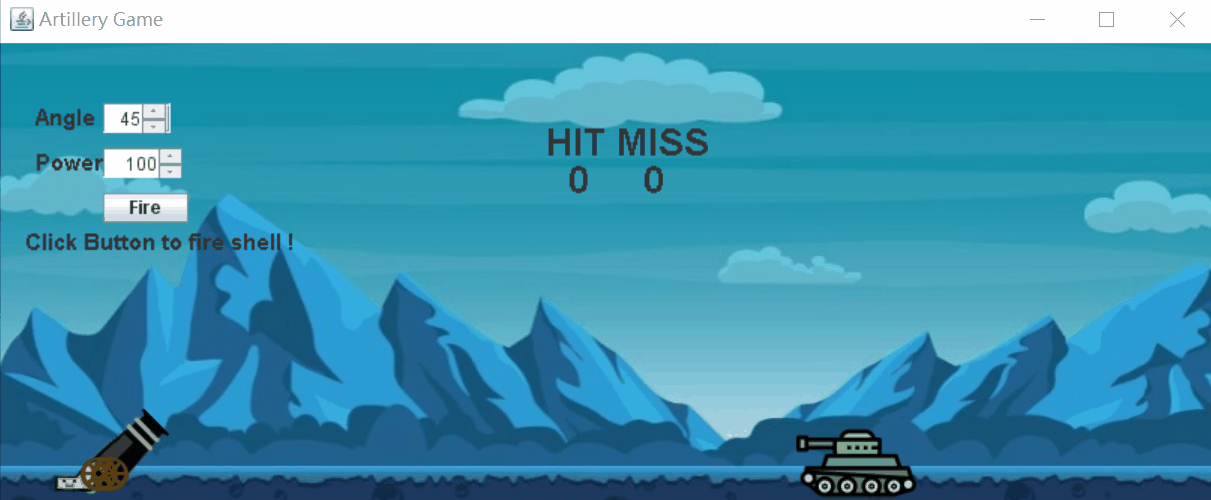 Artillery Game
Angle 45
Power 100
Fire
Click Button to fire shell !
HIT MISS
0 0